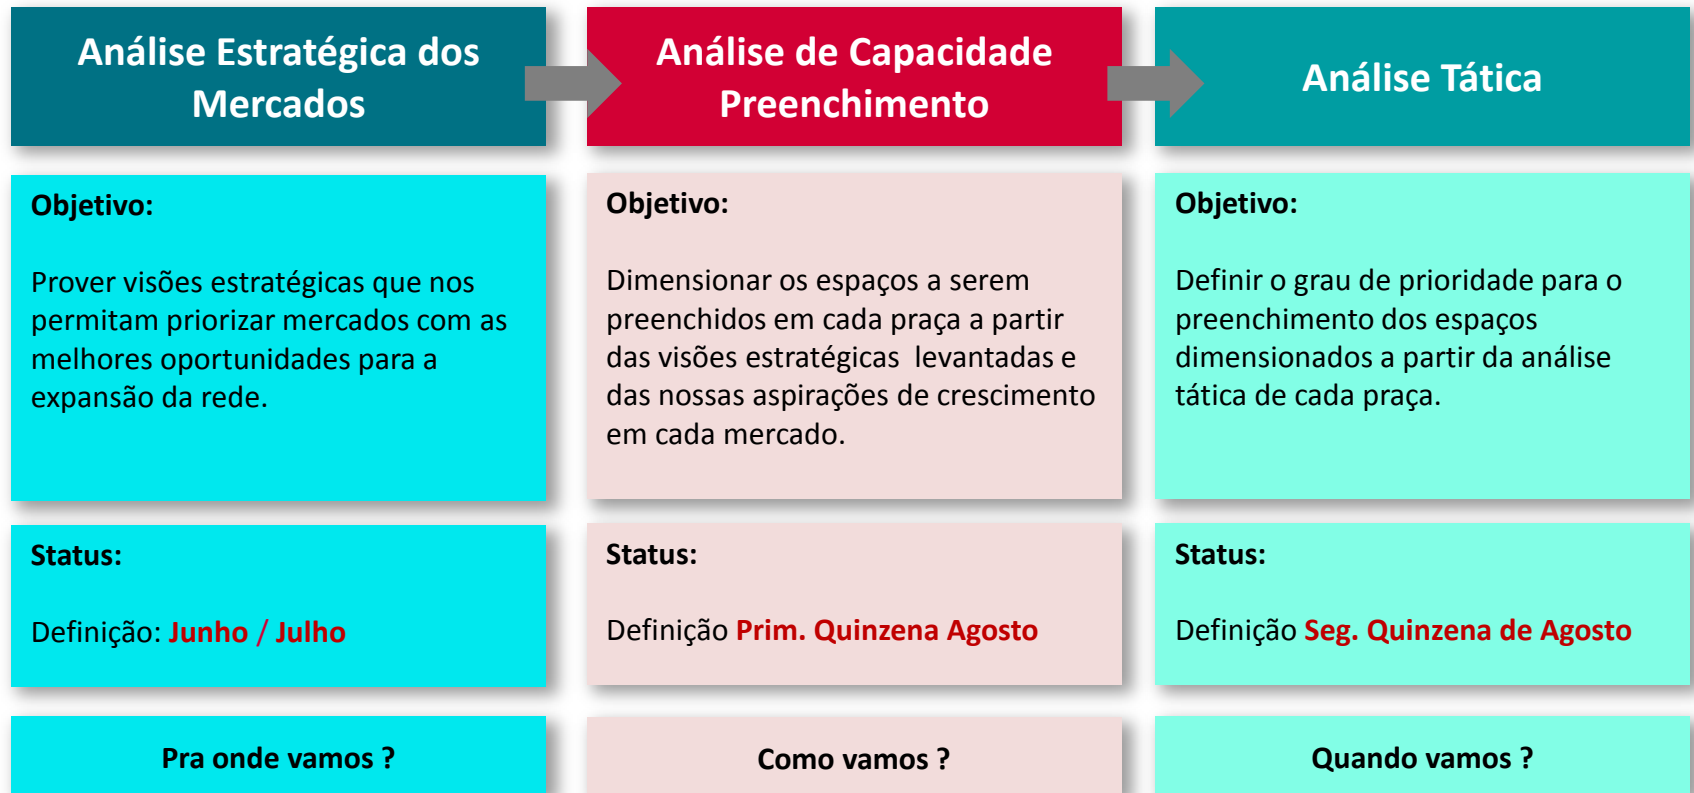 Análise Estratégica dos
Mercados
Análise de Capacidade
Preenchimento
Análise Tática
Objetivo:
Prover visões estratégicas que nos
permitam priorizar mercados com as
melhores oportunidades para a
expansão da rede.
Objetivo:
Dimensionar os espaços a serem
preenchidos em cada praça a partir
das visões estratégicas levantadas e
das nossas aspirações de crescimento
em cada mercado.
Objetivo:
Definir o grau de prioridade para o
preenchimento dos espaços
dimensionados a partir da análise
tática de cada praça.
Status:
Definição: Junho / Julho
Status:
Definição Prim. Quinzena Agosto
Status:
Definição Seg. Quinzena de Agosto
Pra onde vamos ?
Como vamos ?
Quando vamos ?